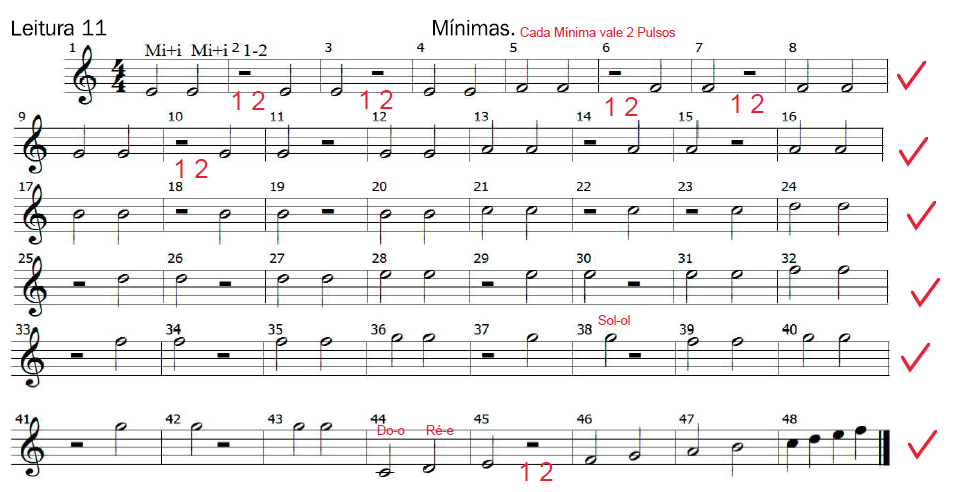 Leitura 11
Mínimas. Cada Mínima vale 2 Pulsos
1 2 3 4 5 6 7 8
Mi+i Mi+i 1-2
4
4
1 2 1 2 1 2 1 2
9 10 11 12 13 14 15 16
1 2
17 18 19 20 21 22 23 24
25 26 27 28 29 30 31 32
Sol-ol
33 34 35 36 37 38 39 40
41 42 43 44 45 46 47 48
Do-o Ré-e
1 2